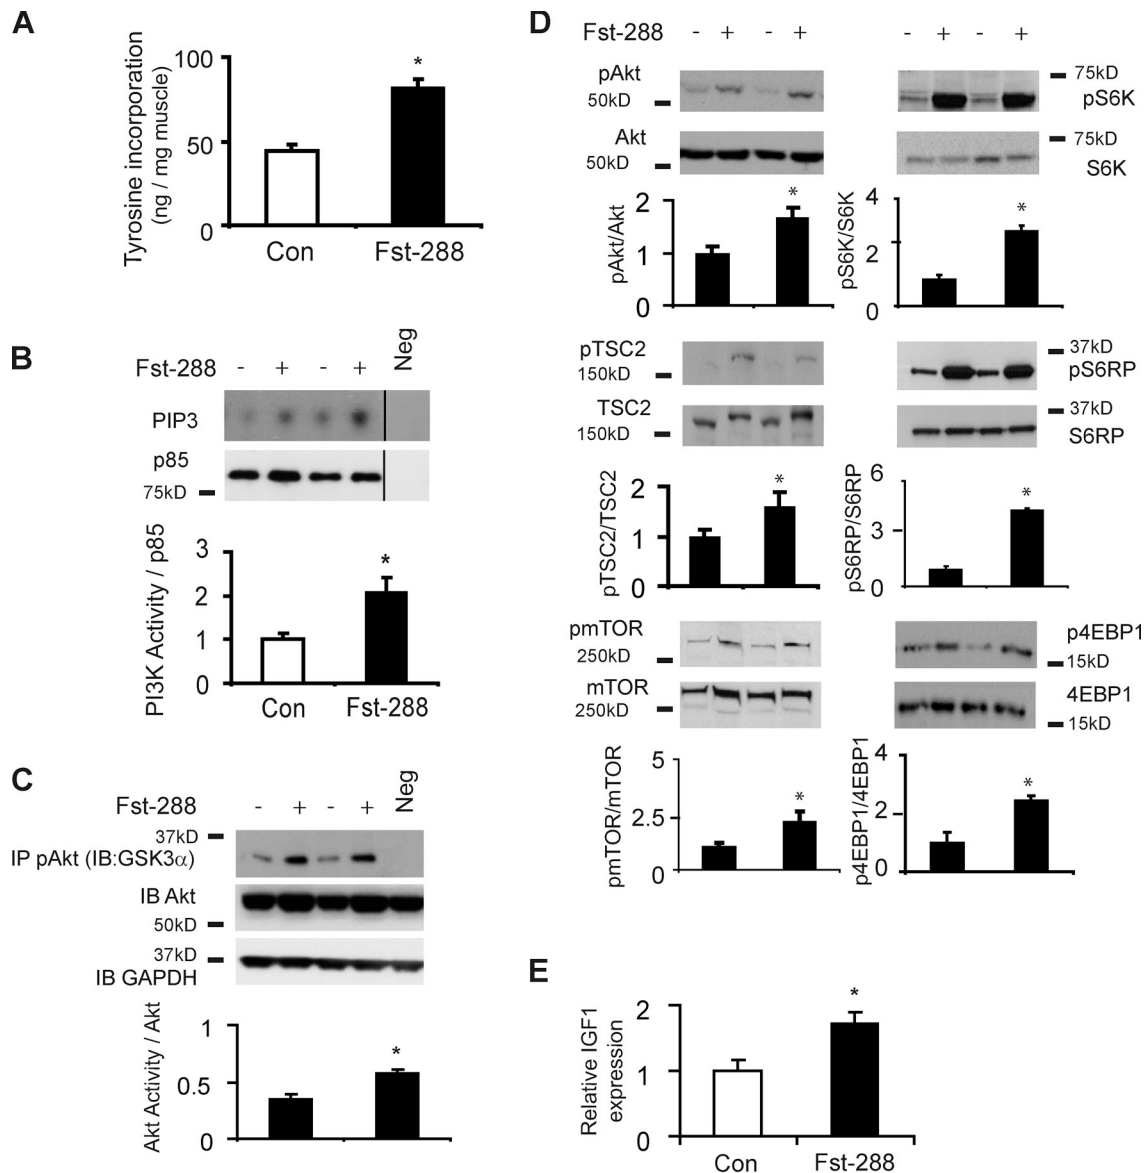 A
Tyrosine incorporation
(ng / mg muscle)
100
50
0
*
Con
Fst-288
B
Fst-288 - + - + Neg
PIP3
p85
75kD
PI3K Activity / p85
3
2
1
0
*
Con
Fst-288
C
Fst-288 - + - + Neg
37kD
IP pAkt (IB:GSK3α)
IB Akt
50kD
37kD
IB GAPDH
Akt Activity / Akt
1
0.5
0
*
D
Fst-288 - + - + - + - +
pAkt
50kD
Akt
50kD
pAkt/Akt
2
1
0
*
75kD
pS6K
75kD
S6K
pS6K/S6K
4
2
0
*
pTSC2
150kD
TSC2
150kD
pTSC2/TSC2
2
1
0
*
37kD
pS6RP
37kD
S6RP
pS6RP/S6RP
6
3
0
*
pmTOR
250kD
mTOR
250kD
pmTOR/mTOR
5
2.5
0
*
p4EBP1
15kD
4EBP1
15kD
p4EBP1/4EBP1
4
2
0
*
E
Relative IGF1
expression
2
1
0
*
Con
Fst-288